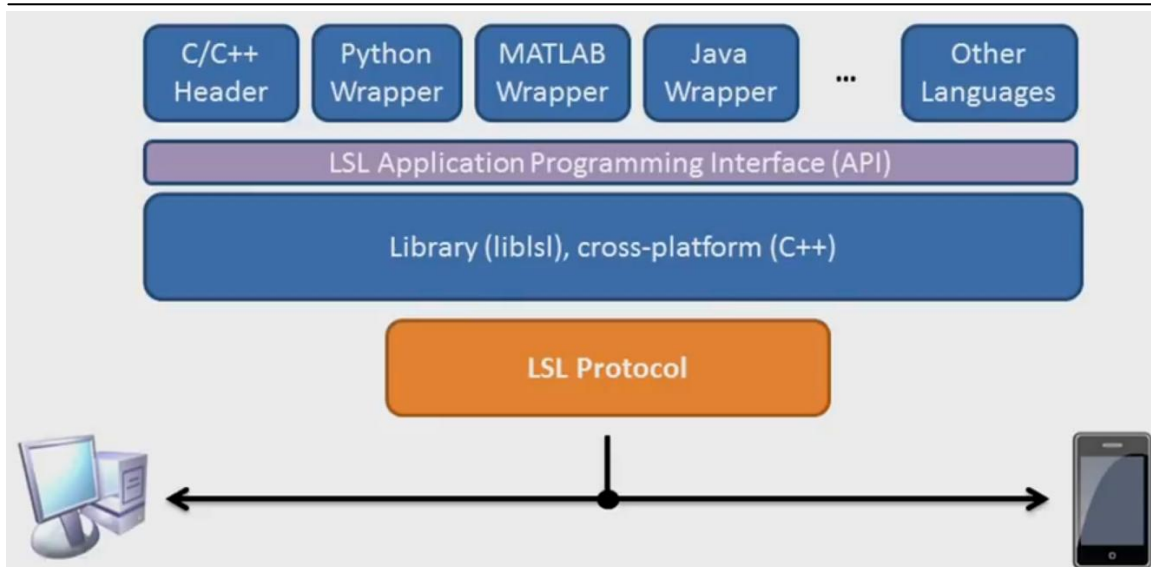 C/C++
Header
Python
Wrapper
MATLAB
Wrapper
Java
Wrapper
...
Other
Languages
LSL Application Programming Interface (API)
Library (liblsl), cross-platform (C++)
LSL Protocol